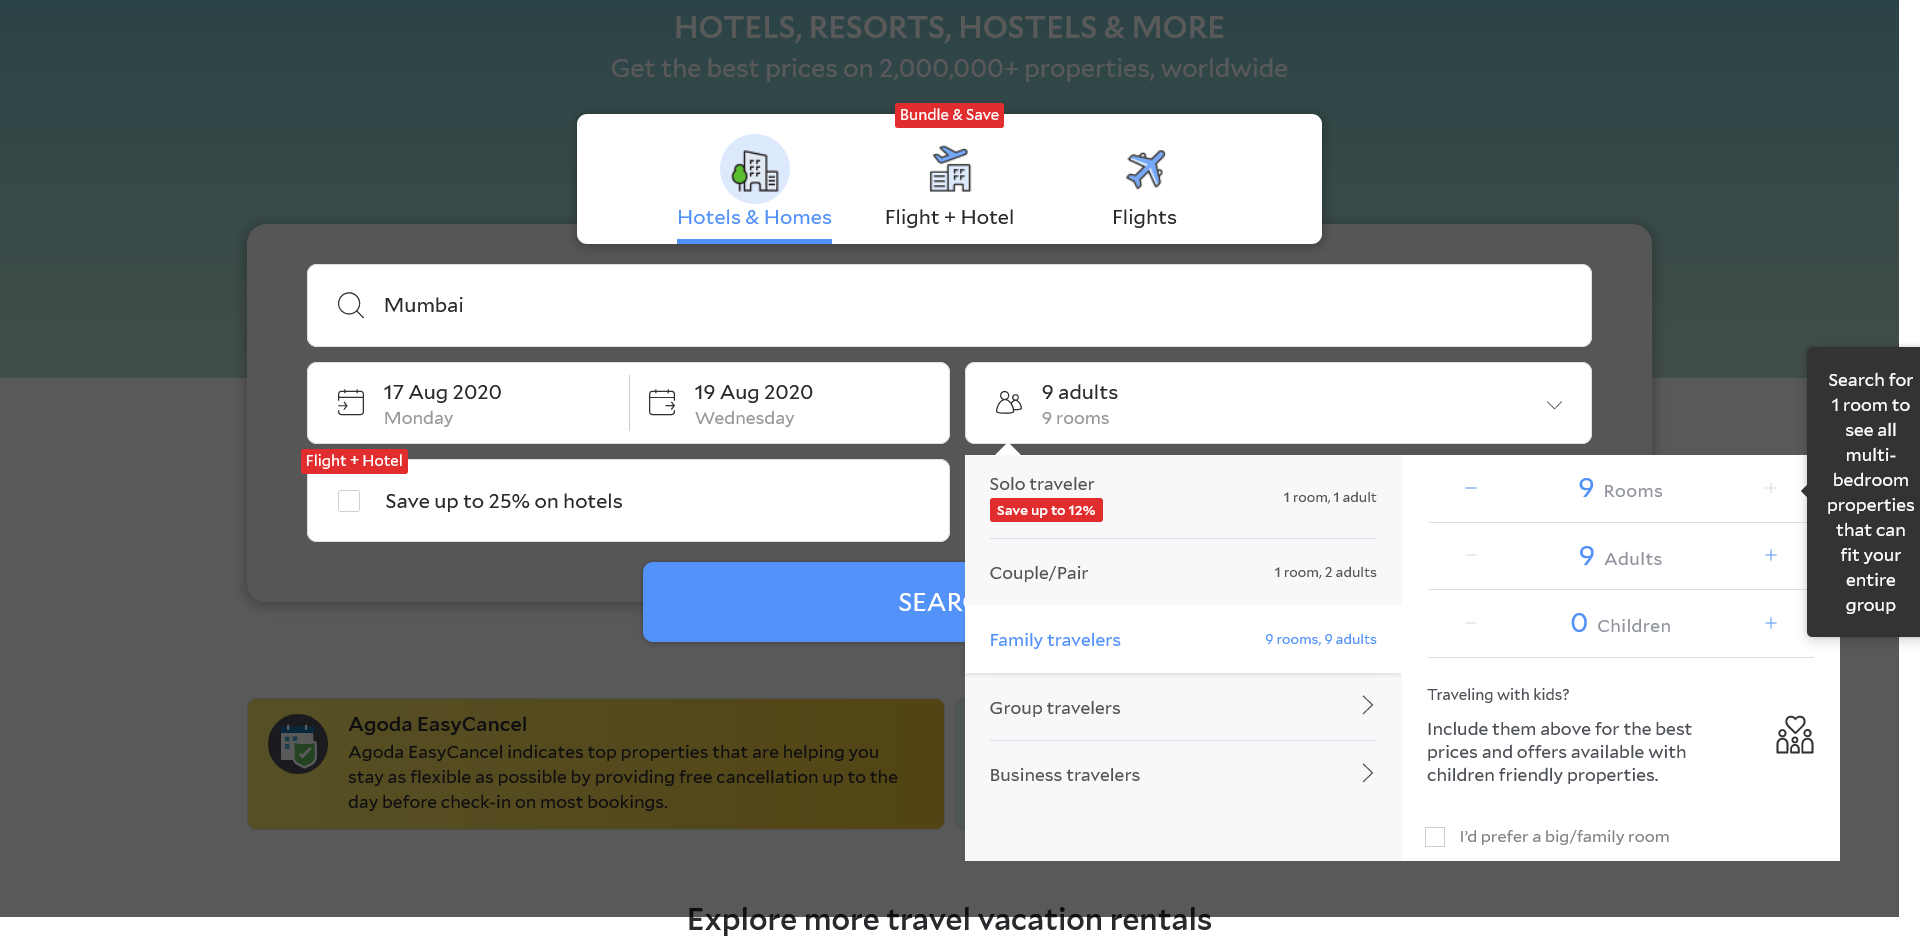 HOTELS, RESORTS, HOSTELS & MORE
Get the best prices on 2,000,000+ properties, worldwide
Bundle & Save
Hotels & Homes
Flight + Hotel
Flights
Mumbai
17 Aug 2020
Monday
19 Aug 2020
Wednesday
9 adults
9 rooms
Flight + Hotel
Save up to 25% on hotels
Solo traveler
Save up to 12%
1 room, 1 adult
Couple/Pair
1 room, 2 adults
Family travelers
9 rooms, 9 adults
Group travelers
Business travelers
9 Rooms
9 Adults
0 Children
Traveling with kids?
Include them above for the best
prices and offers available with
children friendly properties.
I'd prefer a big/family room
Search for
1 room to
see all
multi-
bedroom
properties
that can
fit your
entire
group
Agoda EasyCancel
Agoda EasyCancel indicates top properties that are helping you
stay as flexible as possible by providing free cancellation up to the
day before check-in on most bookings.
Explore more travel vacation rentals